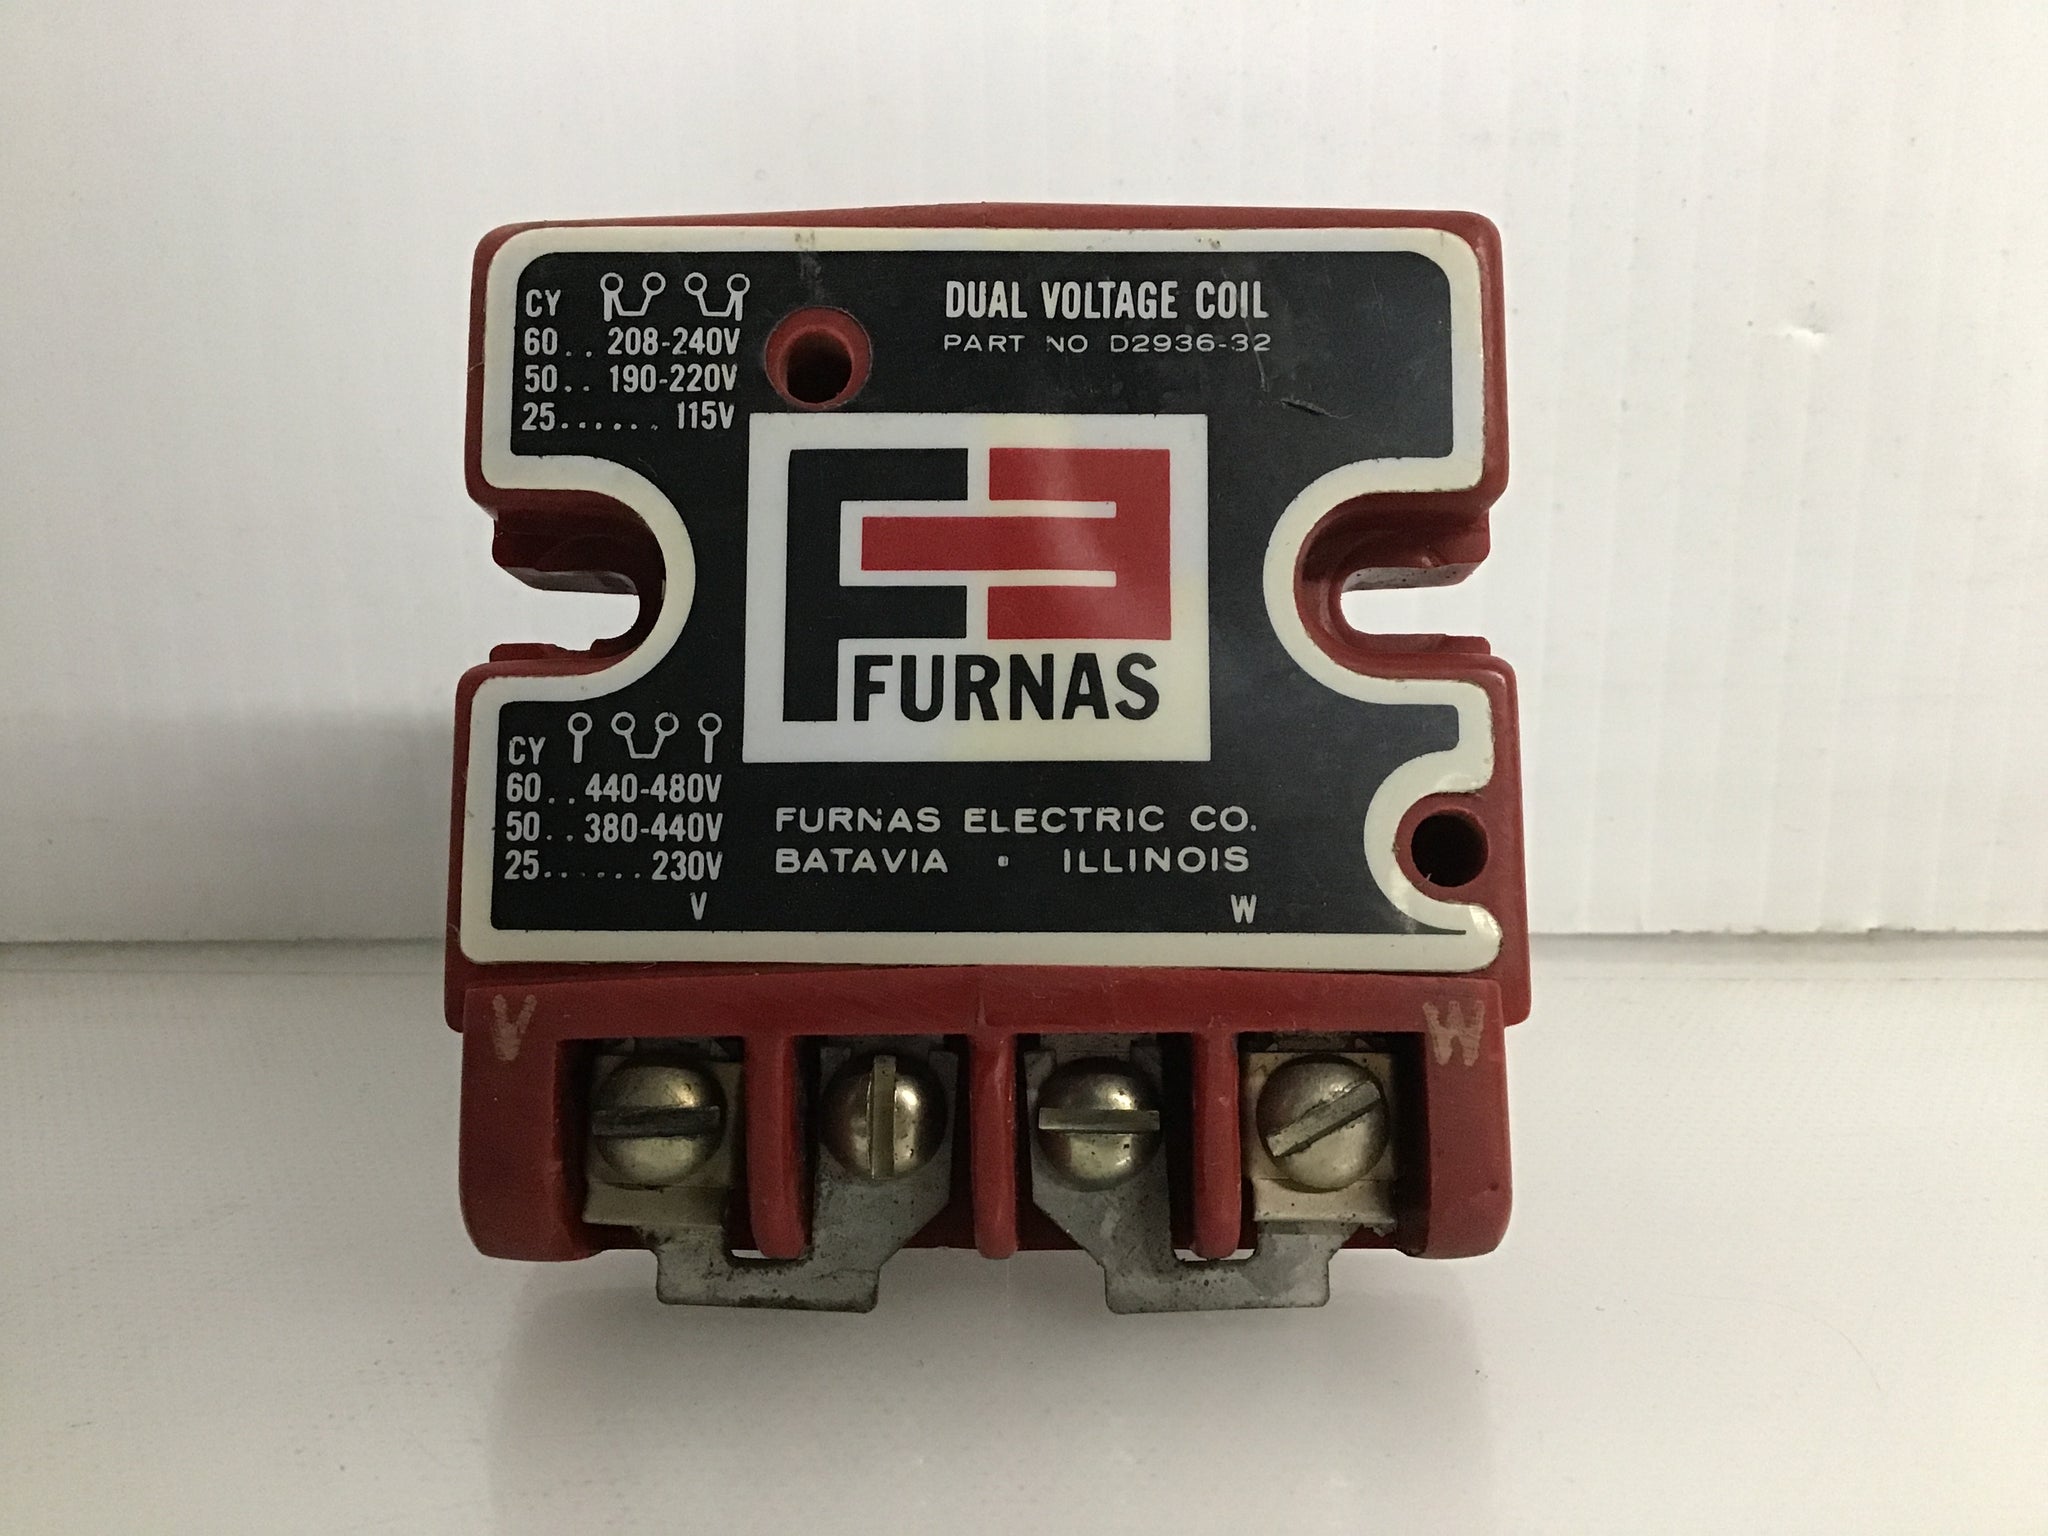 CY
60.. 208-240V
50.. 190-220V
25...... 115V
DUAL VOLTAGE COIL
PART NO D2936-32
FURNAS
CY
60..440-480V
50..380-440V
25......230V
V
FURNAS ELECTRIC CO.
BATAVIA · ILLINOIS
W
V
W